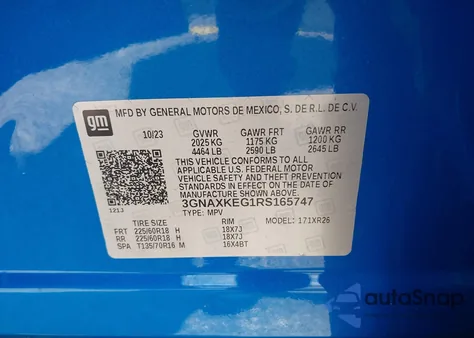 gm
MFD BY GENERAL MOTORS DE MEXICO, S. DE R.L. DE C.V.
10/23 GVWR GAWR FRT GAWR RR
2025 KG 1175 KG 1200 KG
4464 LB 2590 LB 2645 LB
THIS VEHICLE CONFORMS TO ALL
APPLICABLE U.S. FEDERAL MOTOR
VEHICLE SAFETY AND THEFT PREVENTION
STANDARDS IN EFFECT ON THE DATE OF
MANUFACTURE SHOWN ABOVE.
3GNAXKEG1RS165747
TYPE: MPV MODEL: 171XR26
121J
TIRE SIZE RIM
FRT 225/60R18 H 18X7J
RR 225/60R18 H 18X7J
SPA T135/70R16 M 16X4BT
autoSnap